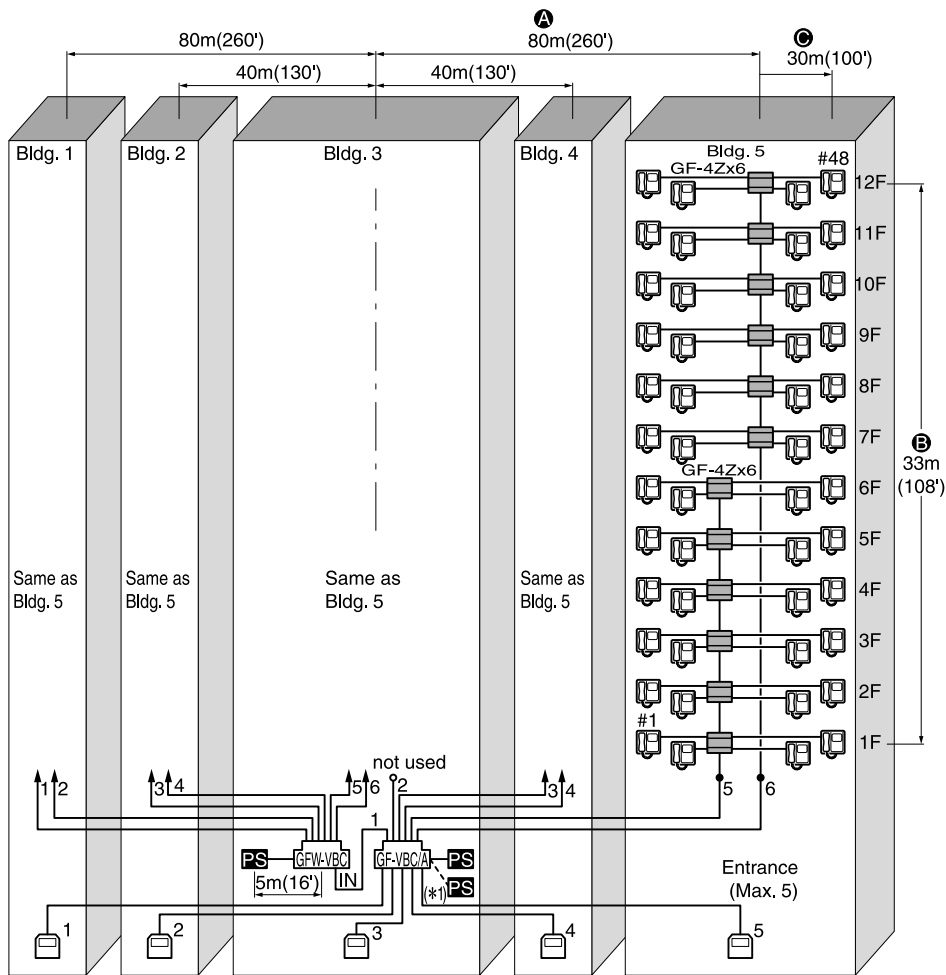 A
80m(260')
80m(260')
C
30m(100')
40m(130')
40m(130')
Bldg. 1
Bldg. 2
Bldg. 3
Bldg. 4
Bldg. 5
GF-4Zx6
#48
12F
11F
10F
9F
8F
7F
B
33m
(108')
GF-4Zx6
6F
5F
4F
3F
2F
#1
1F
Same as
Bldg. 5
Same as
Bldg. 5
Same as
Bldg. 5
Same as
Bldg. 5
not used
1
2
3
4
5
6
2
3
4
5
6
1
PS
GFW-VBC
IN
GF-VBC/A
PS
(*1)
PS
5m(16')
Entrance
(Max. 5)
1
2
3
4
5